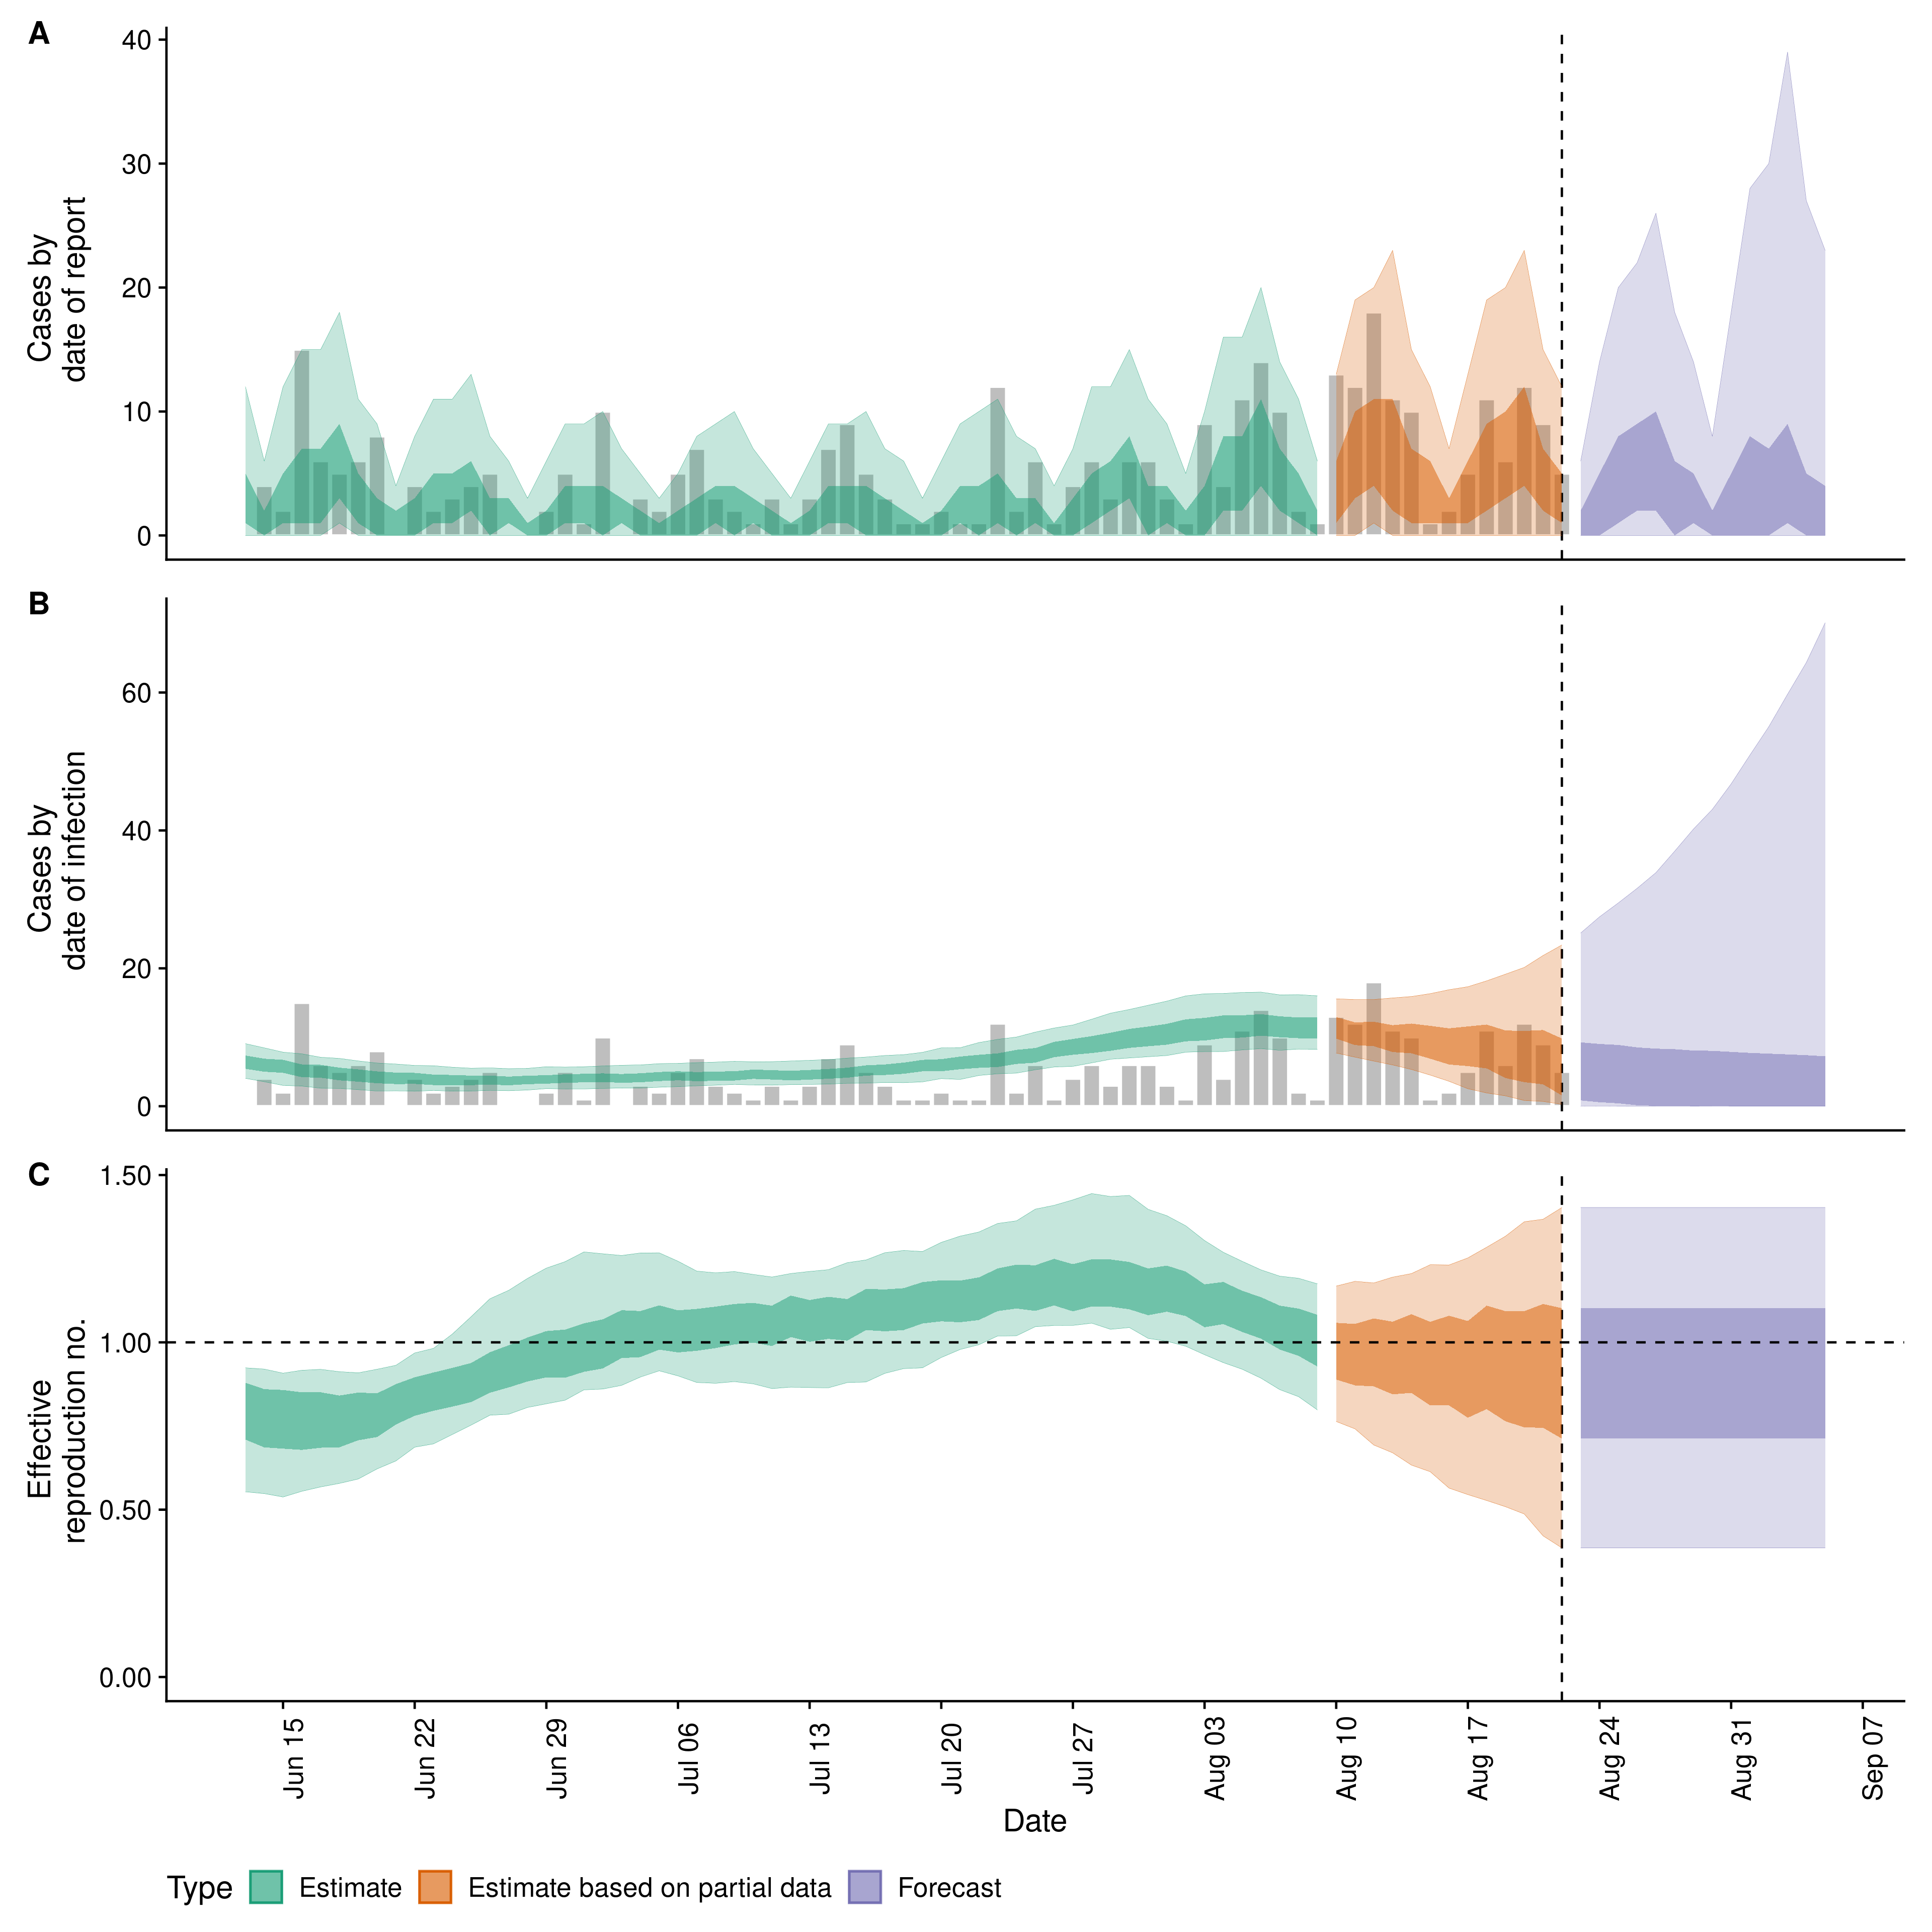 A
Cases by
date of report
40
30
20
10
0
B
Cases by
date of infection
60
40
20
0
C
Effective
reproduction no.
1.50
1.00
0.50
0.00
Jun 15
Jun 22
Jun 29
Jul 06
Jul 13
Jul 20
Jul 27
Aug 03
Aug 10
Aug 17
Aug 24
Aug 31
Sep 07
Date
Type Estimate Estimate based on partial data Forecast